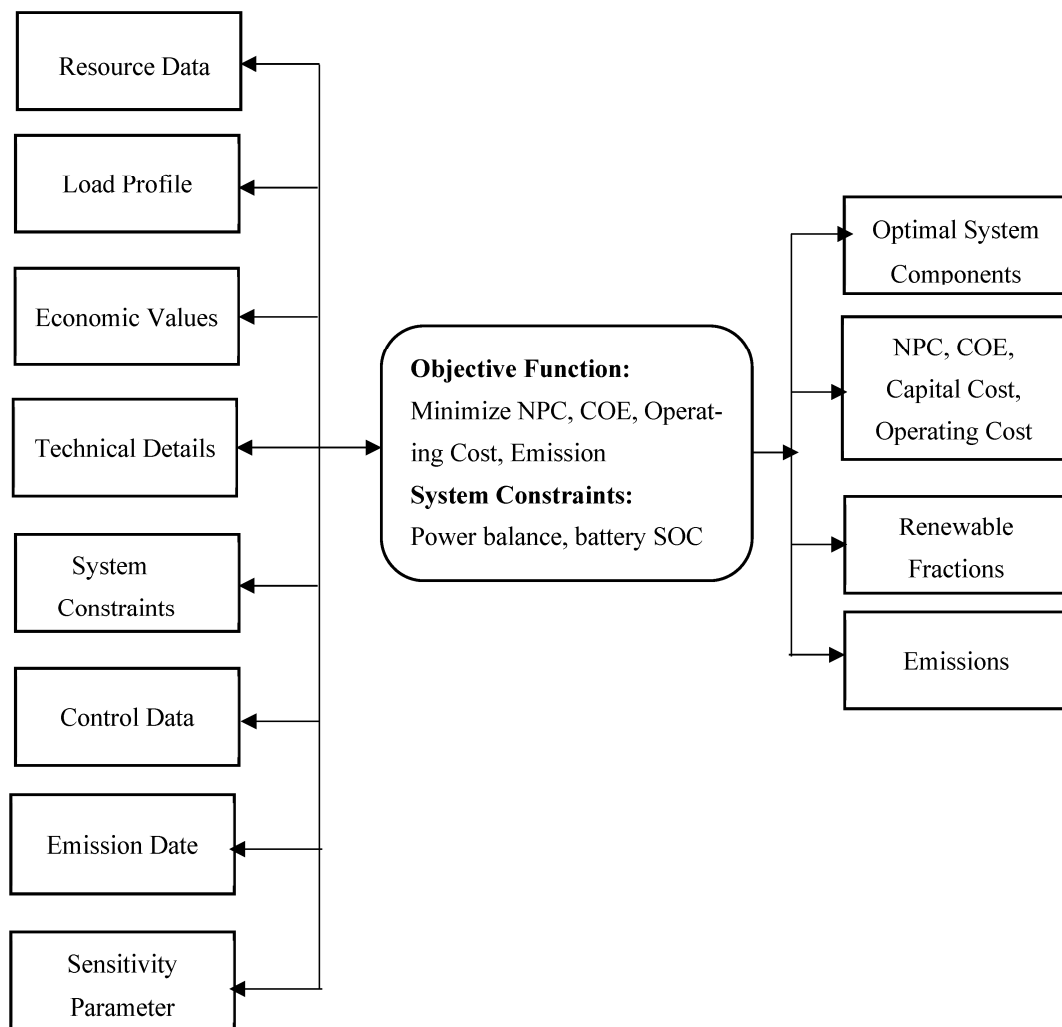 Resource Data
Load Profile
Economic Values
Technical Details
System
Constraints
Control Data
Emission Date
Sensitivity
Parameter
Objective Function:
Minimize NPC, COE, Operat-
ing Cost, Emission
System Constraints:
Power balance, battery SOC
Optimal System
Components
NPC, COE,
Capital Cost,
Operating Cost
Renewable
Fractions
Emissions